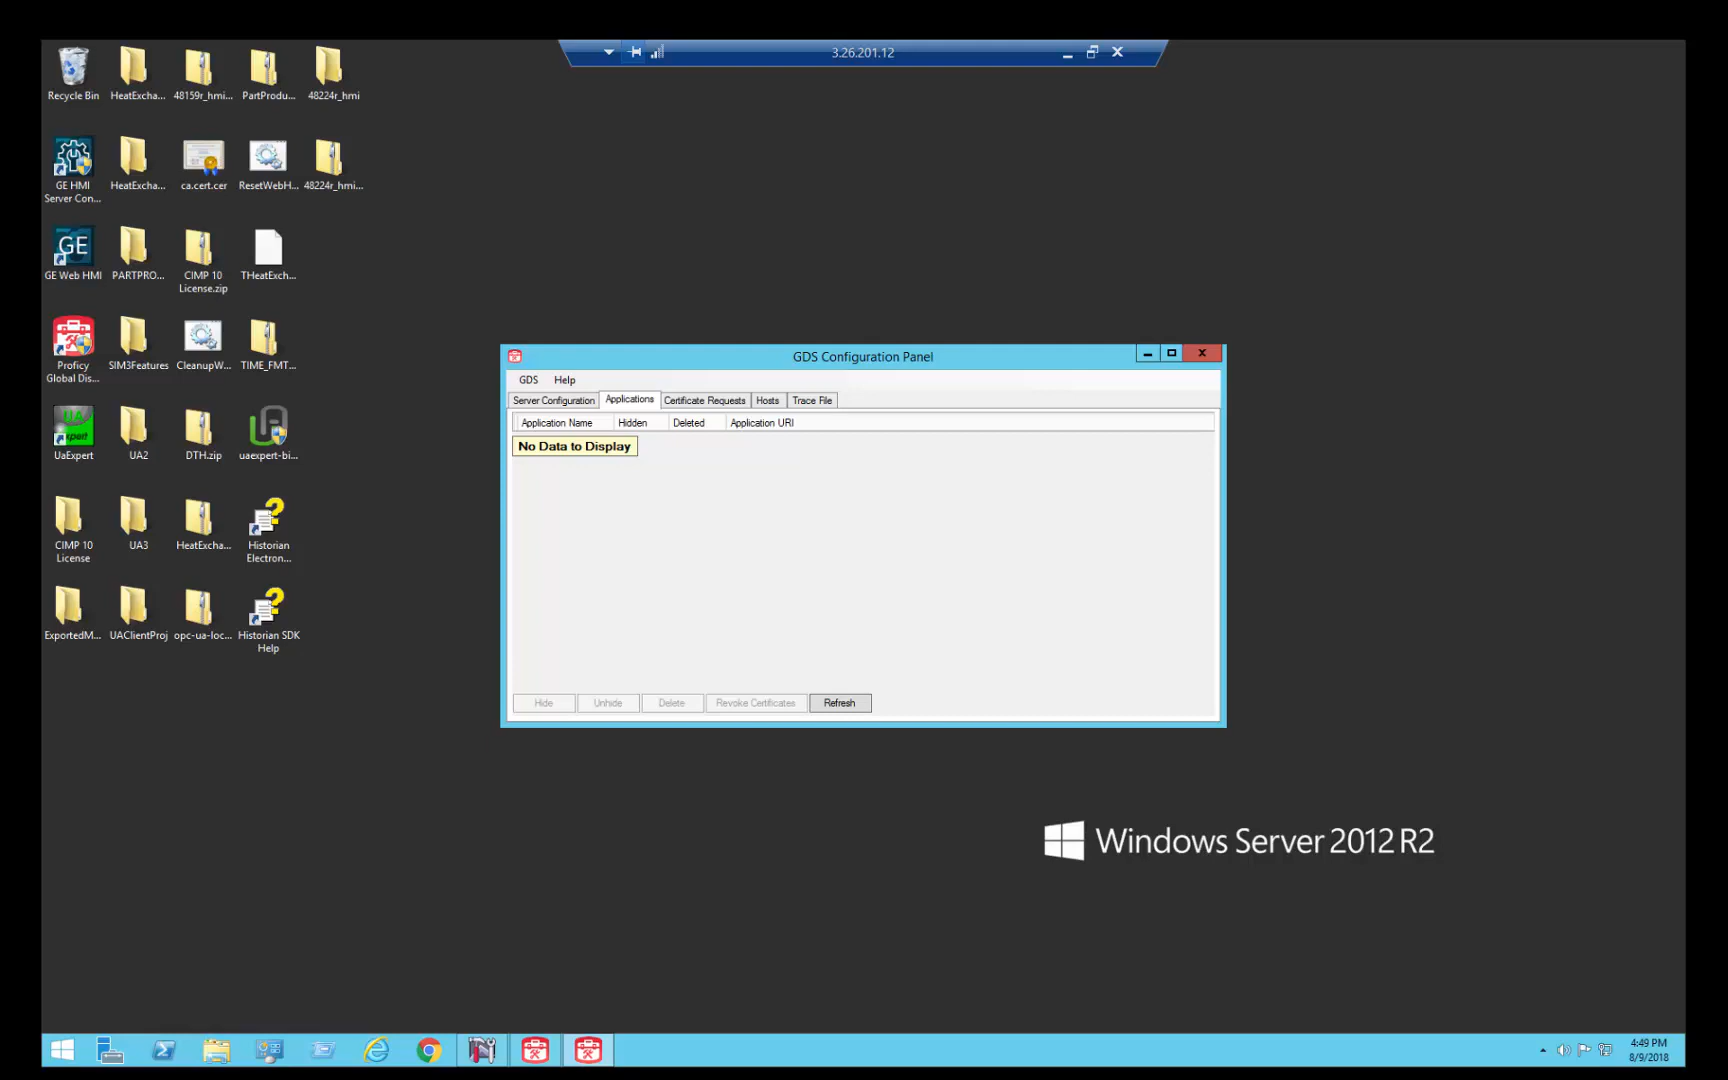 3.26.201.12
Recycle Bin
HeatExcha...
48159r_hmi...
PartProdu...
48224r_hmi
GE HMI
Server Con...
HeatExcha...
ca.cert.cer
ResetWebH...
48224r_hmi...
GE
GE Web HMI
PARTPRO...
CIMP 10
License.zip
THeatExch...
Proficy
Global Dis...
SIM3Features
CleanupW...
TIME_FMT...
UA
expert
UaExpert
UA2
DTH.zip
uaexpert-bi...
CIMP 10
License
UA3
HeatExcha...
Historian
Electron...
ExportedM...
UAClientProj
opc-ua-loc...
Historian SDK
Help
GDS Configuration Panel
GDS Help
Server Configuration Applications Certificate Requests Hosts Trace File
Application Name Hidden Deleted Application URI
No Data to Display
Hide Unhide Delete Revoke Certificates Refresh
Windows Server 2012 R2
4:49 PM
8/9/2018